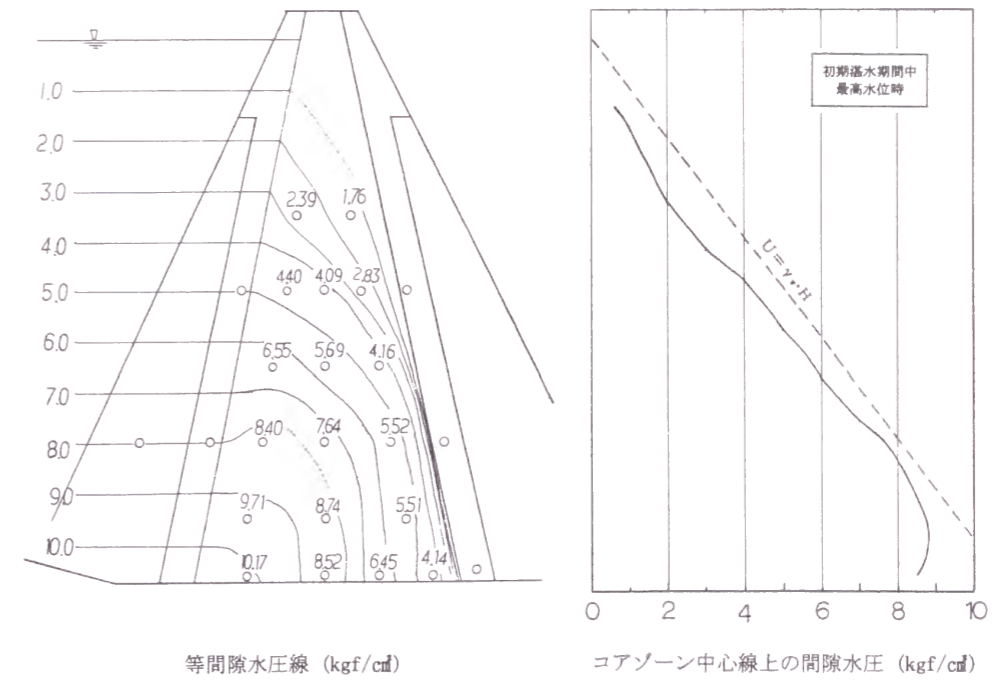 1.0
2.0
3.0
2.39 1.76
4.0
4.40 4.09 2.83
5.0
6.0
6.55 5.69 4.16
7.0
8.40 7.64 5.52
8.0
9.0
9.71 8.74 5.51
10.0
10.17 8.52 6.45 4.14
等間隙水圧線 (kgf/c㎡)
初期湛水期間中
最高水位時
U=γw・H
0 2 4 6 8 10
コアゾーン中心線上の間隙水圧 (kgf/c㎡)